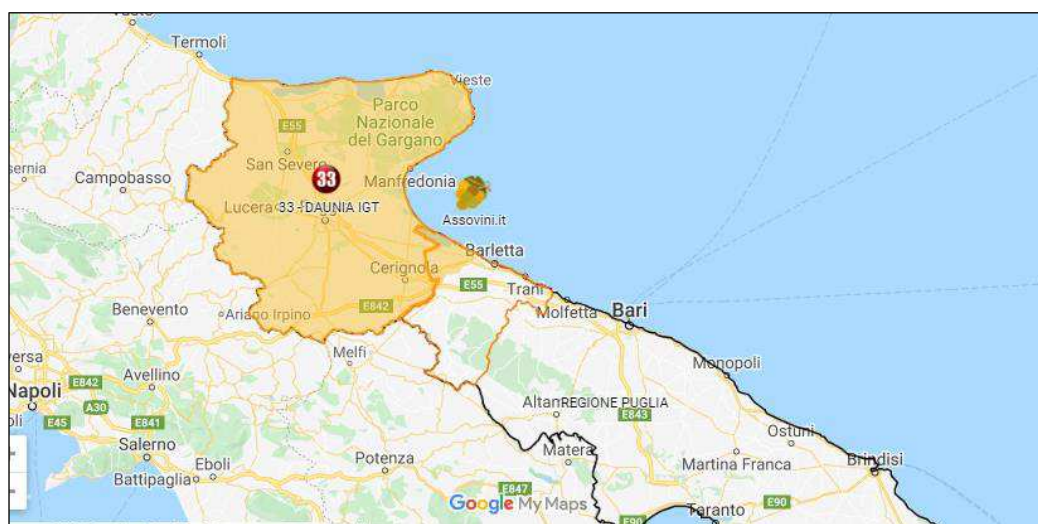 Termoli
Vieste
Parco
Nazionale
del Gargano
E55
San Severo
33
Manfredonia
Campobasso
Lucera
33 - DAUNIA IGT
Assovini.it
Barletta
Cerignola
E55
Trani
E842
Molfetta
Bari
Benevento
Ariano Irpino
Melfi
Monopoli
E842
Avellino
Napoli
A30
REGIONE PUGLIA
E843
E45
E841
Salerno
Ostuni
Matera
Martina Franca
Brindisi
Eboli
Potenza
Battipaglia
E847
Google My Maps
E90
E90
Taranto